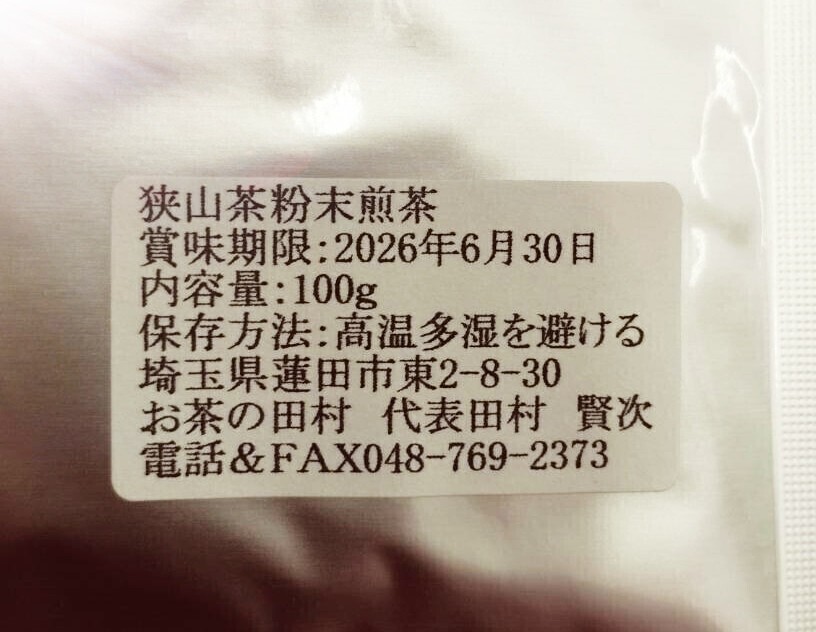 狭山茶粉末煎茶
賞味期限:2026年6月30日
内容量:100g
保存方法:高温多湿を避ける
埼玉県蓮田市東2-8-30
お茶の田村　代表田村　賢次
電話&FAX048-769-2373